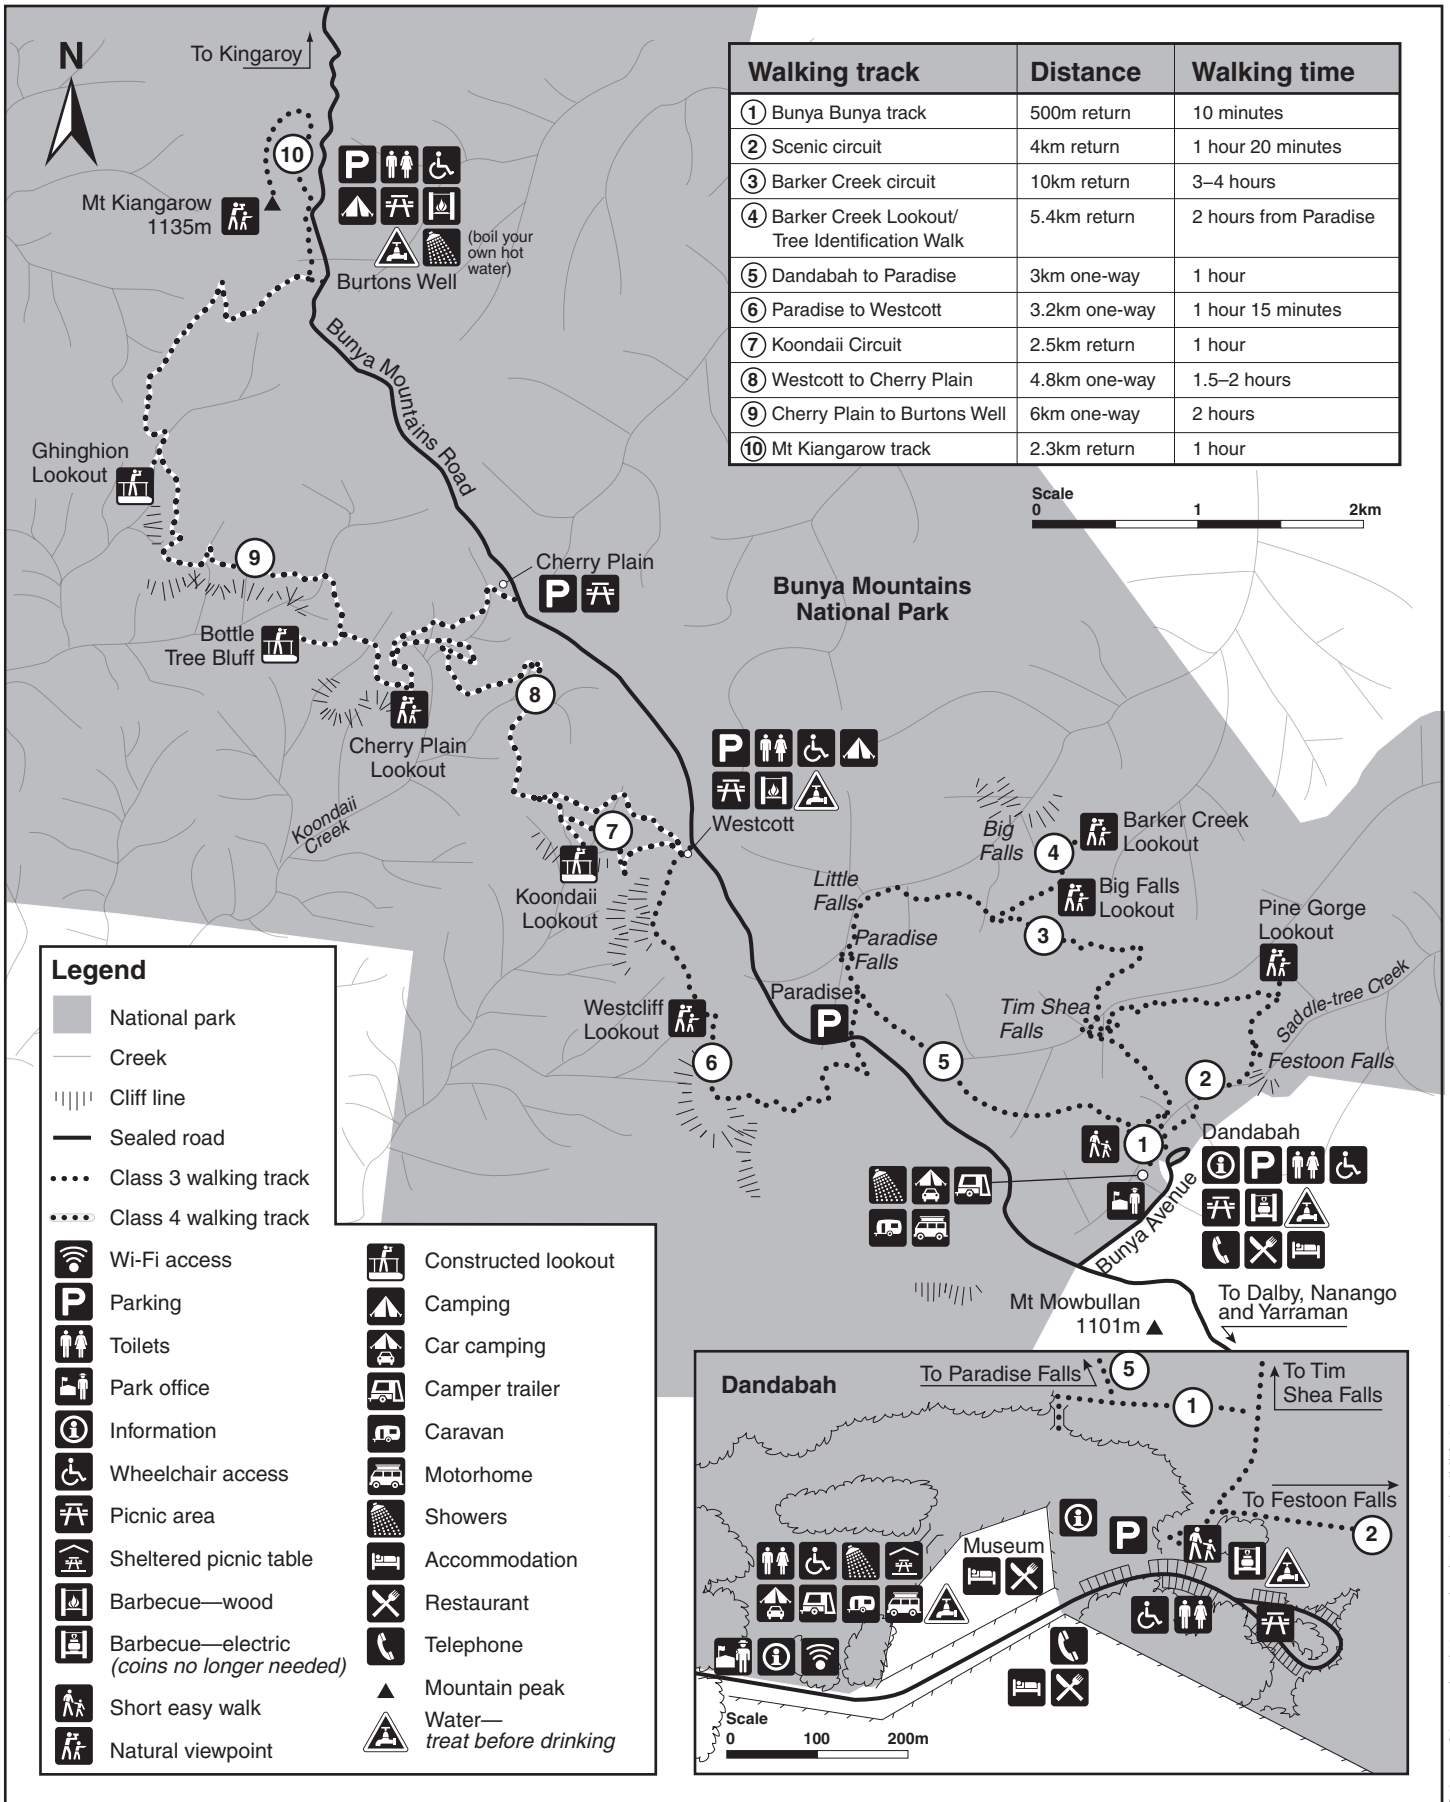 N
To Kingaroy
10
Mt Kiangarow
1135m
(boil your
own hot
water)
Burtons Well
Bunya Mountains Road
Walking track Distance Walking time
1 Bunya Bunya track 500m return 10 minutes
2 Scenic circuit 4km return 1 hour 20 minutes
3 Barker Creek circuit 10km return 3–4 hours
4 Barker Creek Lookout/ 5.4km return 2 hours from Paradise
Tree Identification Walk
5 Dandabah to Paradise 3km one-way 1 hour
6 Paradise to Westcott 3.2km one-way 1 hour 15 minutes
7 Koondaii Circuit 2.5km return 1 hour
8 Westcott to Cherry Plain 4.8km one-way 1.5–2 hours
9 Cherry Plain to Burtons Well 6km one-way 2 hours
10 Mt Kiangarow track 2.3km return 1 hour
Scale
0 1 2km
Ghinghion
Lookout
9
Cherry Plain
P
Bunya Mountains
National Park
Bottle
Tree Bluff
8
Cherry Plain
Lookout
Koondaii
Creek
P
Westcott
7
Koondaii
Lookout
Big
Falls
4
Barker Creek
Lookout
Little
Falls
Big Falls
Lookout
3
Pine Gorge
Lookout
Paradise
Falls
Saddle-tree Creek
Westcliff
Lookout
Paradise
P
Tim Shea
Falls
6
5
2
Festoon Falls
1
Dandabah
P
Bunya Avenue
Mt Mowbullan
1101m
To Dalby, Nanango
and Yarraman
Legend
National park
Creek
Cliff line
Sealed road
Class 3 walking track
Class 4 walking track
Wi-Fi access
P Parking
Toilets
Park office
Information
Wheelchair access
Picnic area
Sheltered picnic table
Barbecue—wood
Barbecue—electric
(coins no longer needed)
Short easy walk
Natural viewpoint
Constructed lookout
Camping
Car camping
Camper trailer
Caravan
Motorhome
Showers
Accommodation
Restaurant
Telephone
Mountain peak
Water—
treat before drinking
Dandabah
To Paradise Falls
5
1
To Tim
Shea Falls
To Festoon Falls
2
P
Museum
Scale
0 100 200m